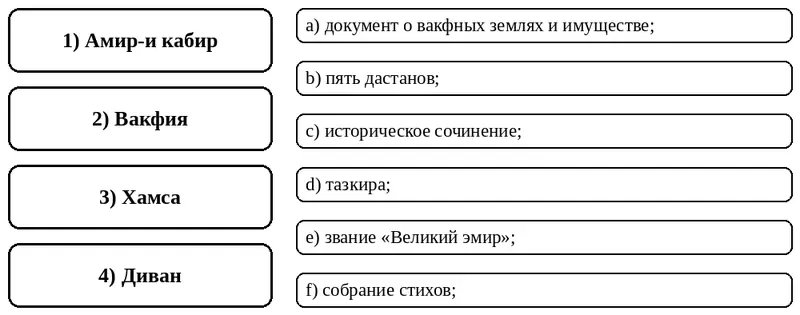 1) Амир-и кабир
2) Вакфия
3) Хамса
4) Диван
a) документ о вакфных землях и имуществе;
b) пять дастанов;
c) историческое сочинение;
d) тазкира;
e) звание «Великий эмир»;
f) собрание стихов;